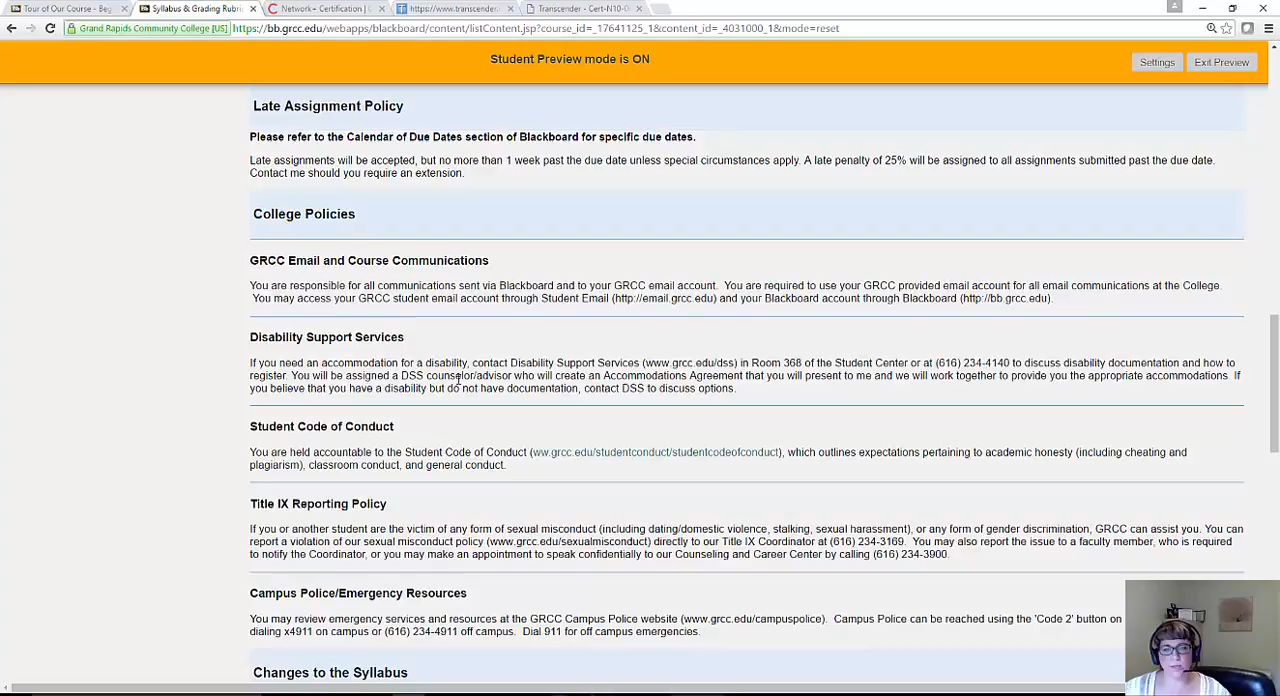 Tour of Our Course - Beg
Syllabus & Grading Rubri
Network+ Certification |
https://www.transcende
Transcender - Cert-N10-0
Grand Rapids Community College [US]
https://bb.grcc.edu/webapps/blackboard/content/listContent.jsp?course_id=_17641125_1&content_id=_4031000_1&mode=reset
Student Preview mode is ON
Settings
Exit Preview
Late Assignment Policy
Please refer to the Calendar of Due Dates section of Blackboard for specific due dates.
Late assignments will be accepted, but no more than 1 week past the due date unless special circumstances apply. A late penalty of 25% will be assigned to all assignments submitted past the due date.
Contact me should you require an extension.
College Policies
GRCC Email and Course Communications
You are responsible for all communications sent via Blackboard and to your GRCC email account. You are required to use your GRCC provided email account for all email communications at the College.
You may access your GRCC student email account through Student Email (http://email.grcc.edu) and your Blackboard account through Blackboard (http://bb.grcc.edu).
Disability Support Services
If you need an accommodation for a disability, contact Disability Support Services (www.grcc.edu/dss) in Room 368 of the Student Center or at (616) 234-4140 to discuss disability documentation and how to
register. You will be assigned a DSS counselor/advisor who will create an Accommodations Agreement that you will present to me and we will work together to provide you the appropriate accommodations. If
you believe that you have a disability but do not have documentation, contact DSS to discuss options.
Student Code of Conduct
You are held accountable to the Student Code of Conduct (ww.grcc.edu/studentconduct/studentcodeofconduct), which outlines expectations pertaining to academic honesty (including cheating and
plagiarism), classroom conduct, and general conduct.
Title IX Reporting Policy
If you or another student are the victim of any form of sexual misconduct (including dating/domestic violence, stalking, sexual harassment), or any form of gender discrimination, GRCC can assist you. You can
report a violation of our sexual misconduct policy (www.grcc.edu/sexualmisconduct) directly to our Title IX Coordinator at (616) 234-3169. You may also report the issue to a faculty member, who is required
to notify the Coordinator, or you may make an appointment to speak confidentially to our Counseling and Career Center by calling (616) 234-3900.
Campus Police/Emergency Resources
You may review emergency services and resources at the GRCC Campus Police website (www.grcc.edu/campuspolice). Campus Police can be reached using the 'Code 2' button on
dialing x4911 on campus or (616) 234-4911 off campus. Dial 911 for off campus emergencies.
Changes to the Syllabus